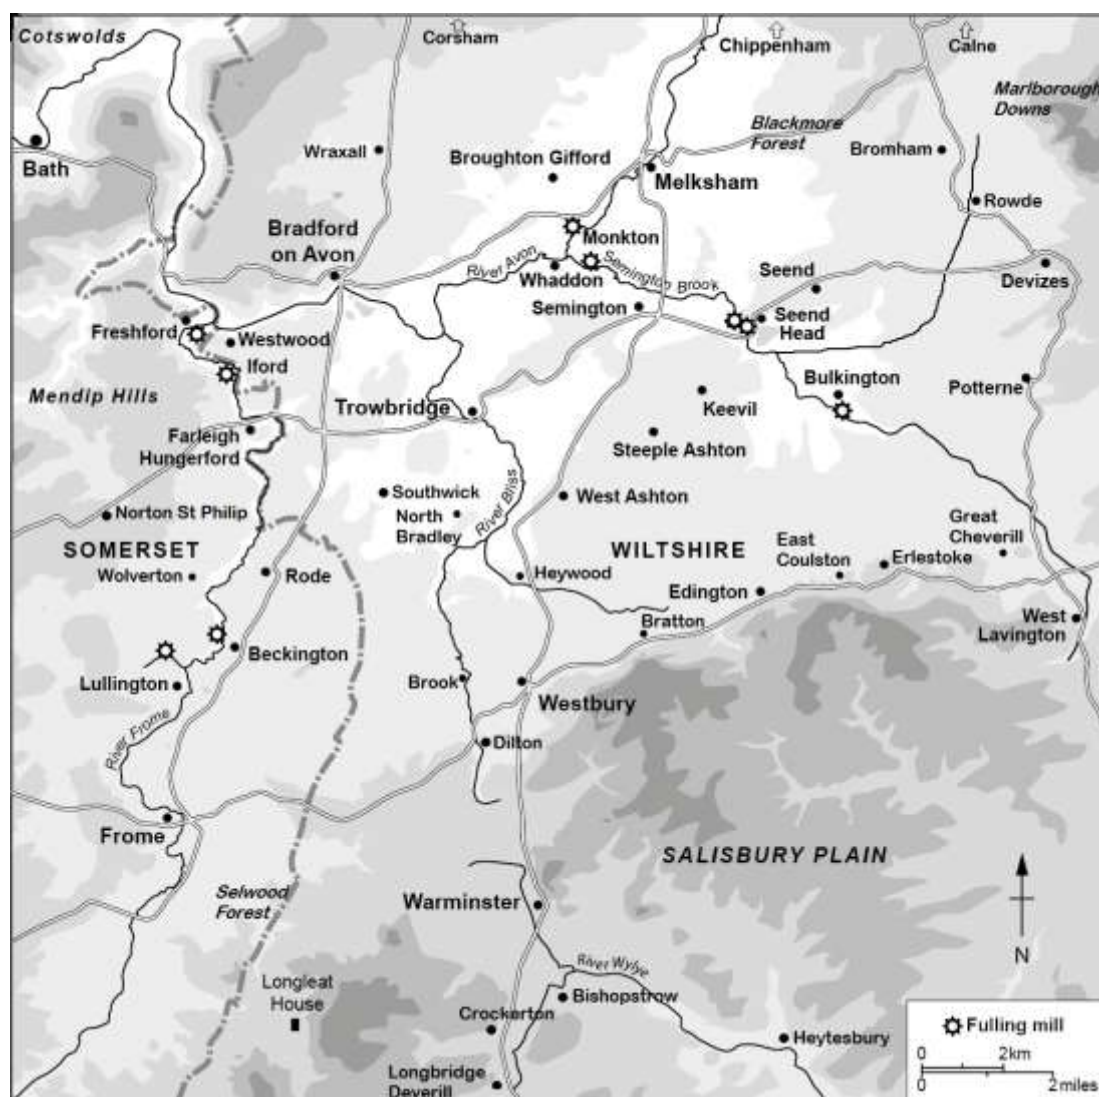 Cotswolds
Corsham
Chippenham
Calne
Marlborough
Downs
Bath
Wraxall
Broughton Gifford
Blackmore
Forest
Bromham
Melksham
Rowde
Bradford
on Avon
Monkton
River Avon
Whaddon
Semington Brook
Seend
Devizes
Semington
Seend
Head
Freshford
Westwood
Iford
Mendip Hills
Bulkington
Potterne
Trowbridge
Keevil
Farleigh
Hungerford
Steeple Ashton
Southwick
West Ashton
North
Bradley
River Bliss
Norton St Philip
SOMERSET
WILTSHIRE
East
Coulston
Great
Cheverill
Erlestoke
Wolverton
Rode
Heywood
Edington
Bratton
West
Lavington
Beckington
Lullington
Brook
Westbury
River Frome
Dilton
Frome
SALISBURY PLAIN
Selwood
Forest
Warminster
N
River Wylye
Longleat
House
Bishopstrow
Crockerton
Heytesbury
Longbridge
Deverill
Fulling mill
0 2km
0 2 miles